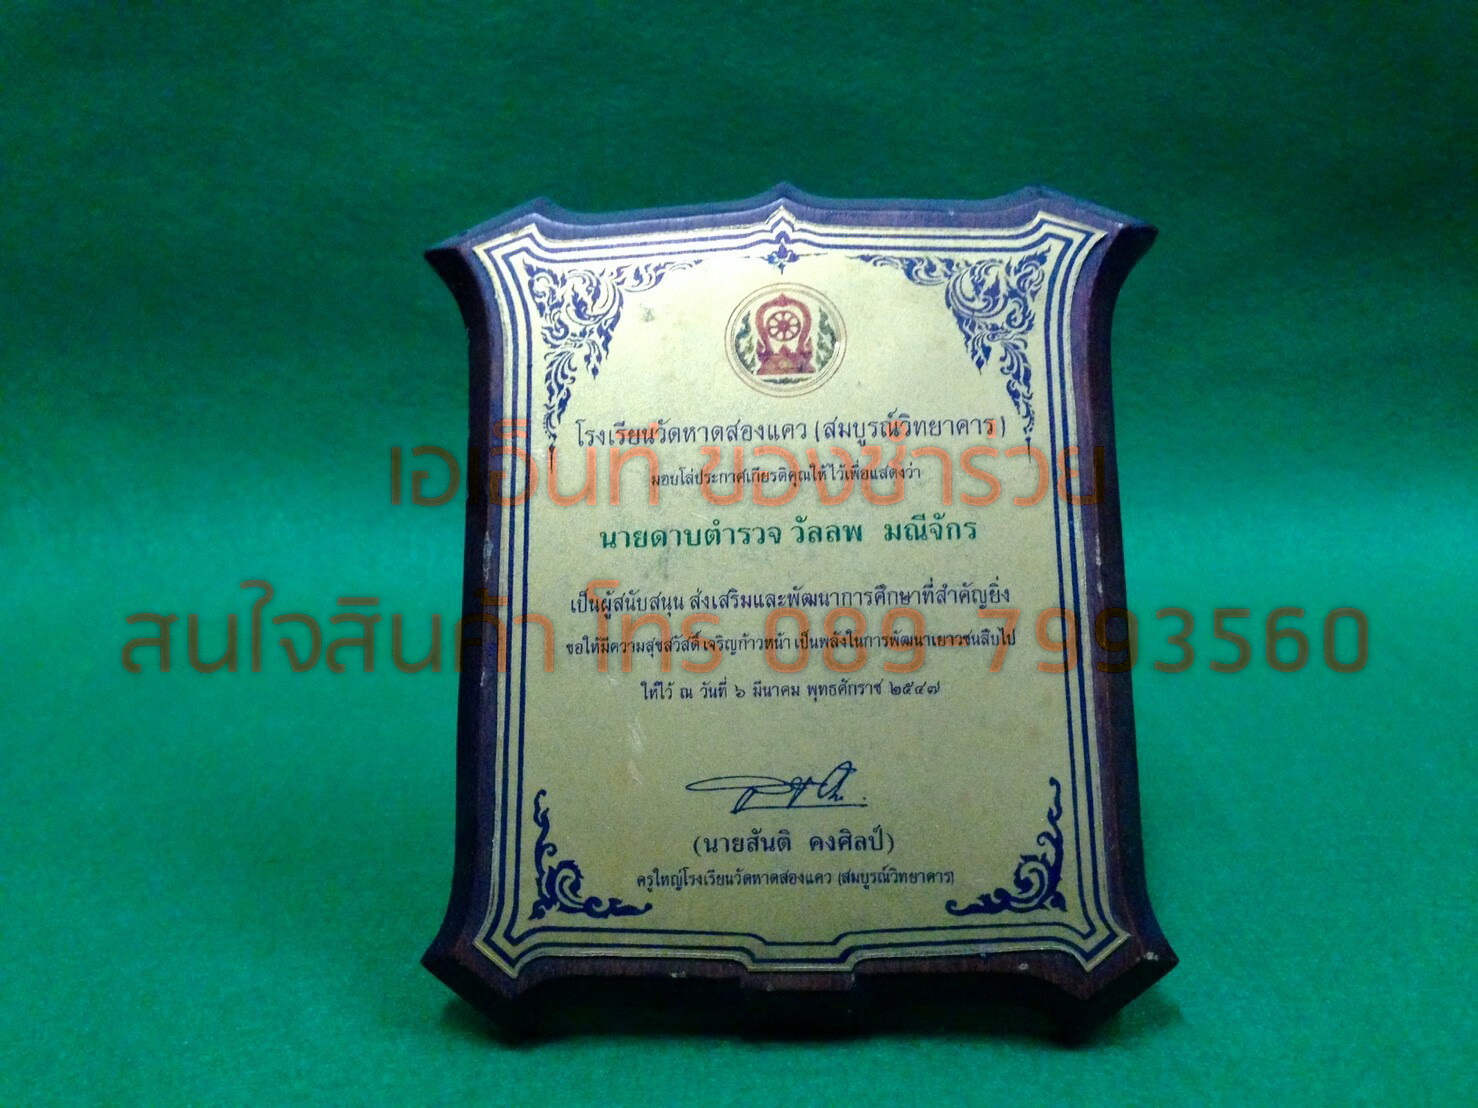 โรงเรียนวัดหาดสองแคว (สมบูรณ์วิทยาคาร)
เอเอ็นท์ ของชำร่วย
มอบโล่ประกาศเกียรติคุณให้ไว้เพื่อแสดงว่า
นายดาบตำรวจ วัลลพ มณีจักร
เป็นผู้สนับสนุน ส่งเสริมและพัฒนาการศึกษาที่สำคัญยิ่ง
สนใจสินค้า โทร 089 7993560
ขอให้มีความสุขสวัสดิ์ เจริญก้าวหน้า เป็นพลังในการพัฒนาเยาวชนสืบไป
ให้ไว้ ณ วันที่ ๖ มีนาคม พุทธศักราช ๒๕๔๗
(นายสันติ คงศิลป์)
ครูใหญ่โรงเรียนวัดหาดสองแคว (สมบูรณ์วิทยาคาร)